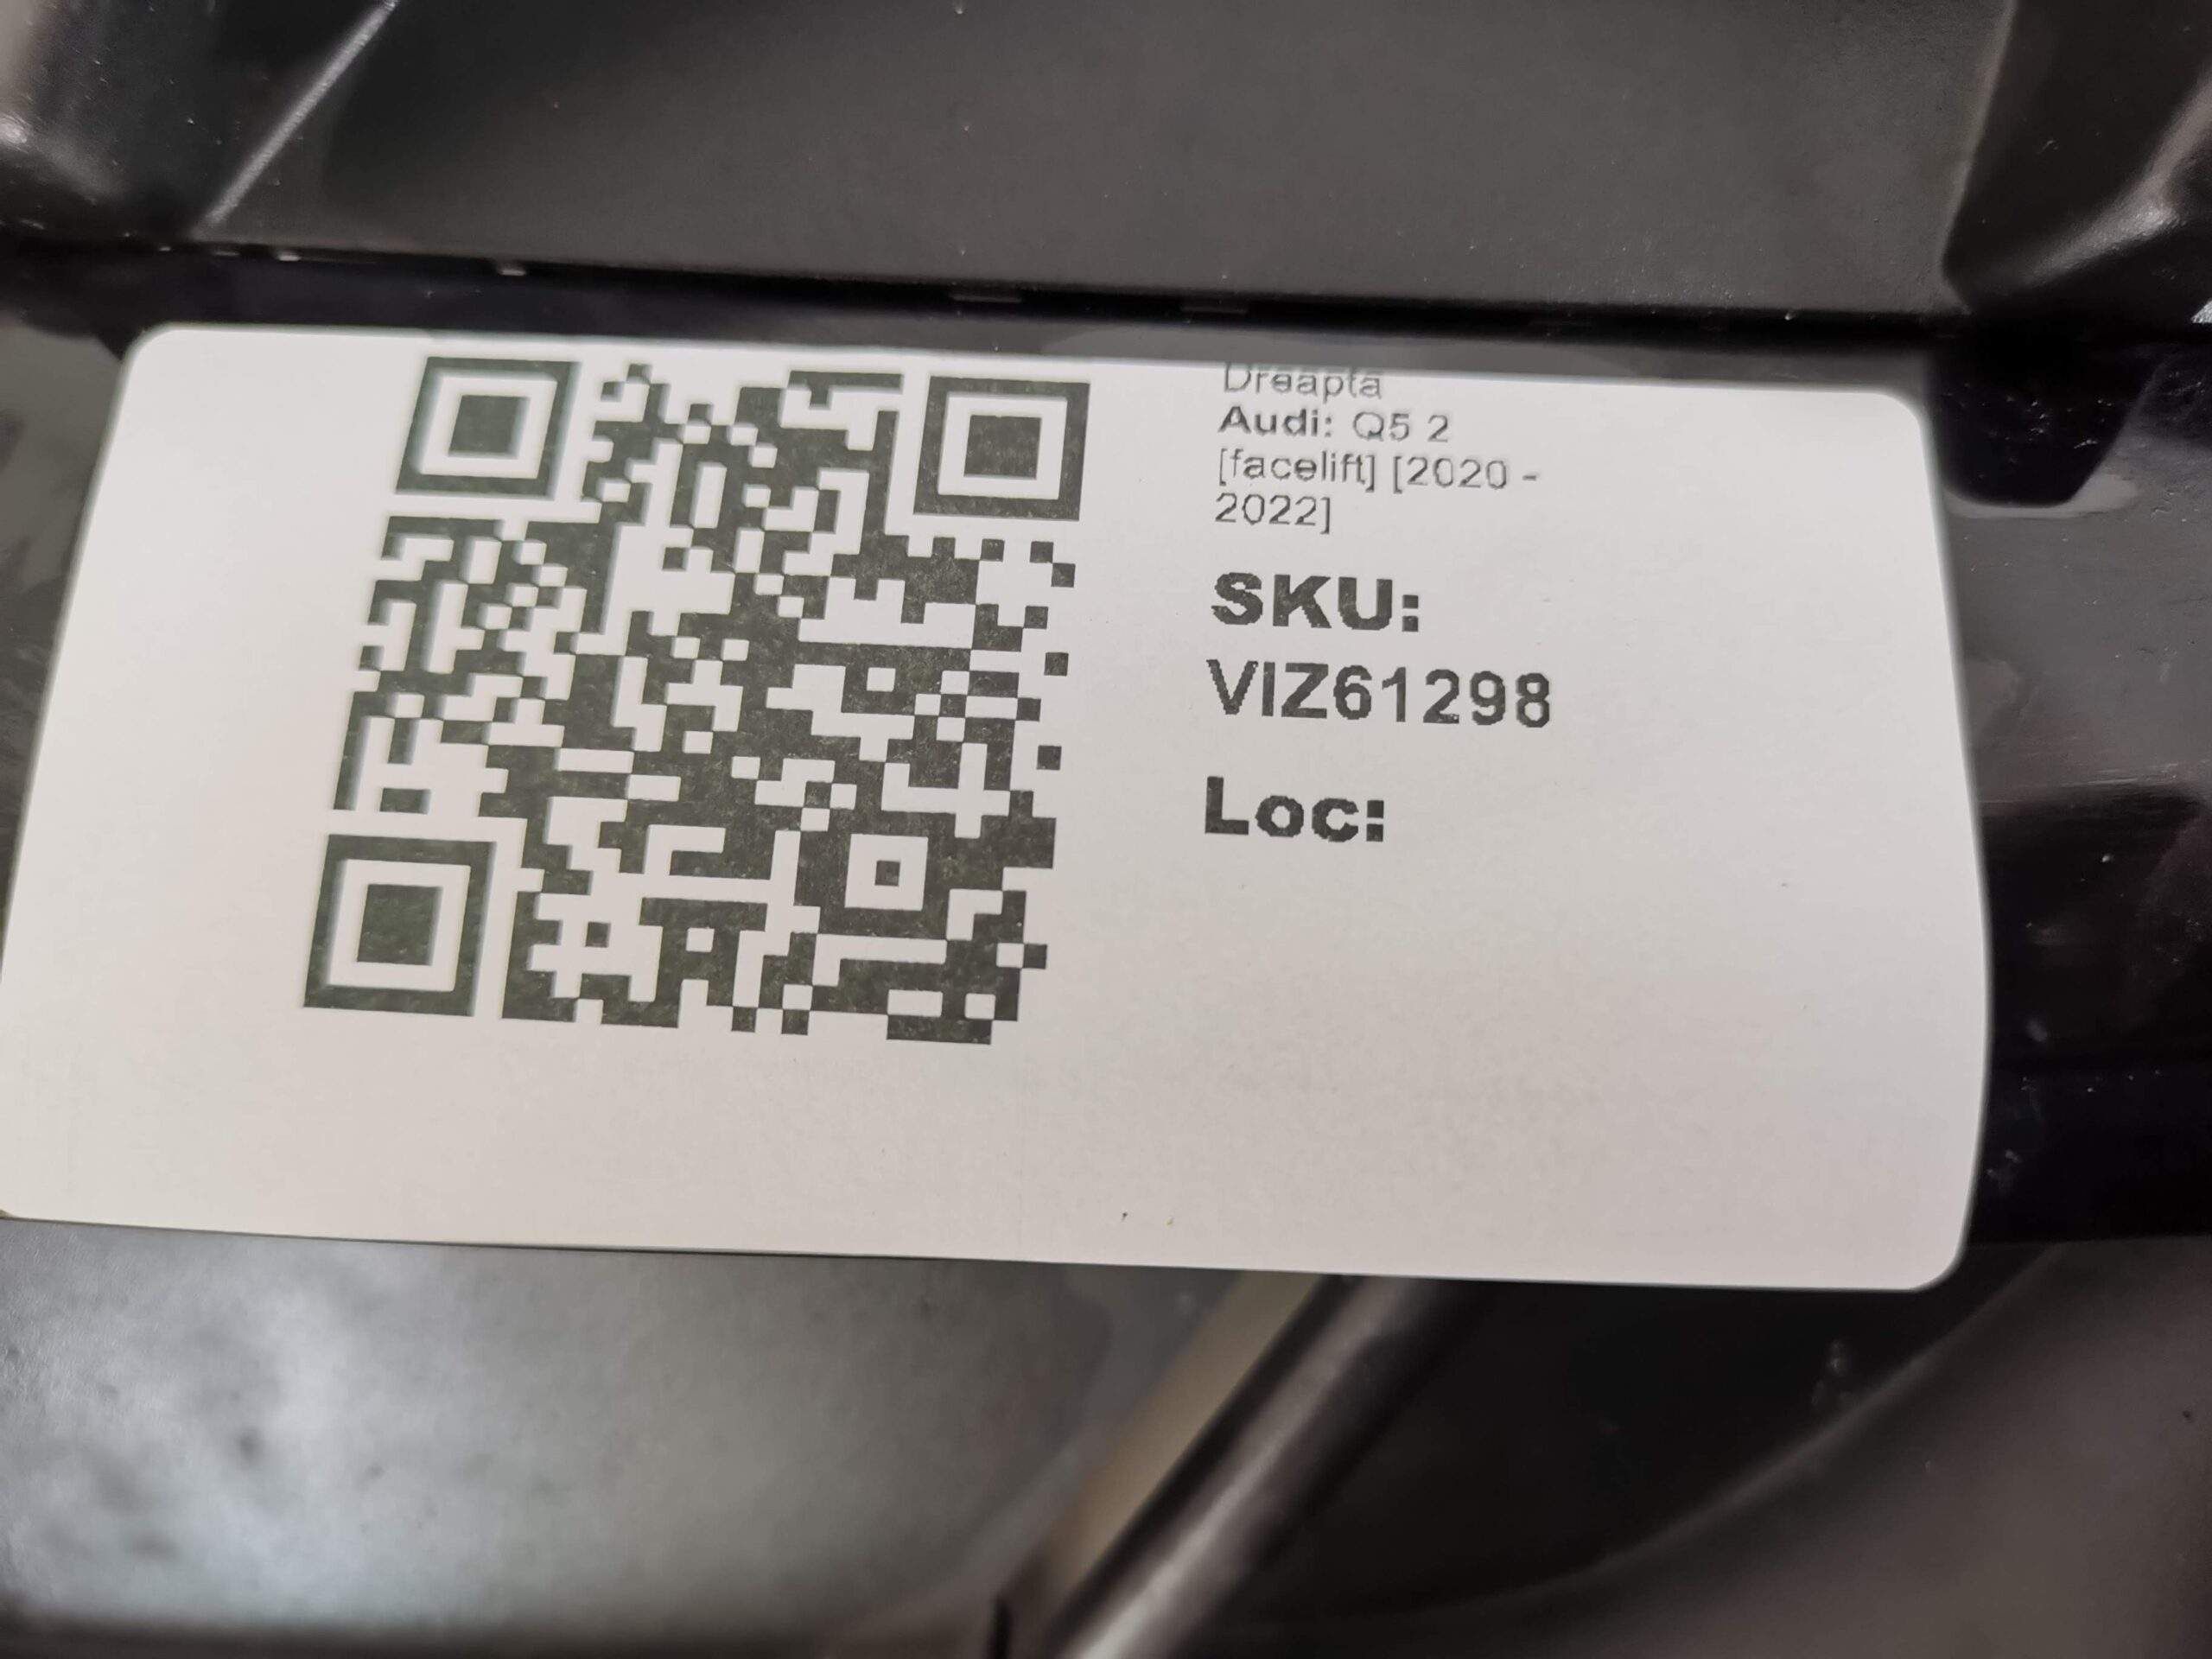 Dreapta
Audi: Q5 2
[facelift] [2020 -
2022]
SKU:
VIZ61298
Loc: